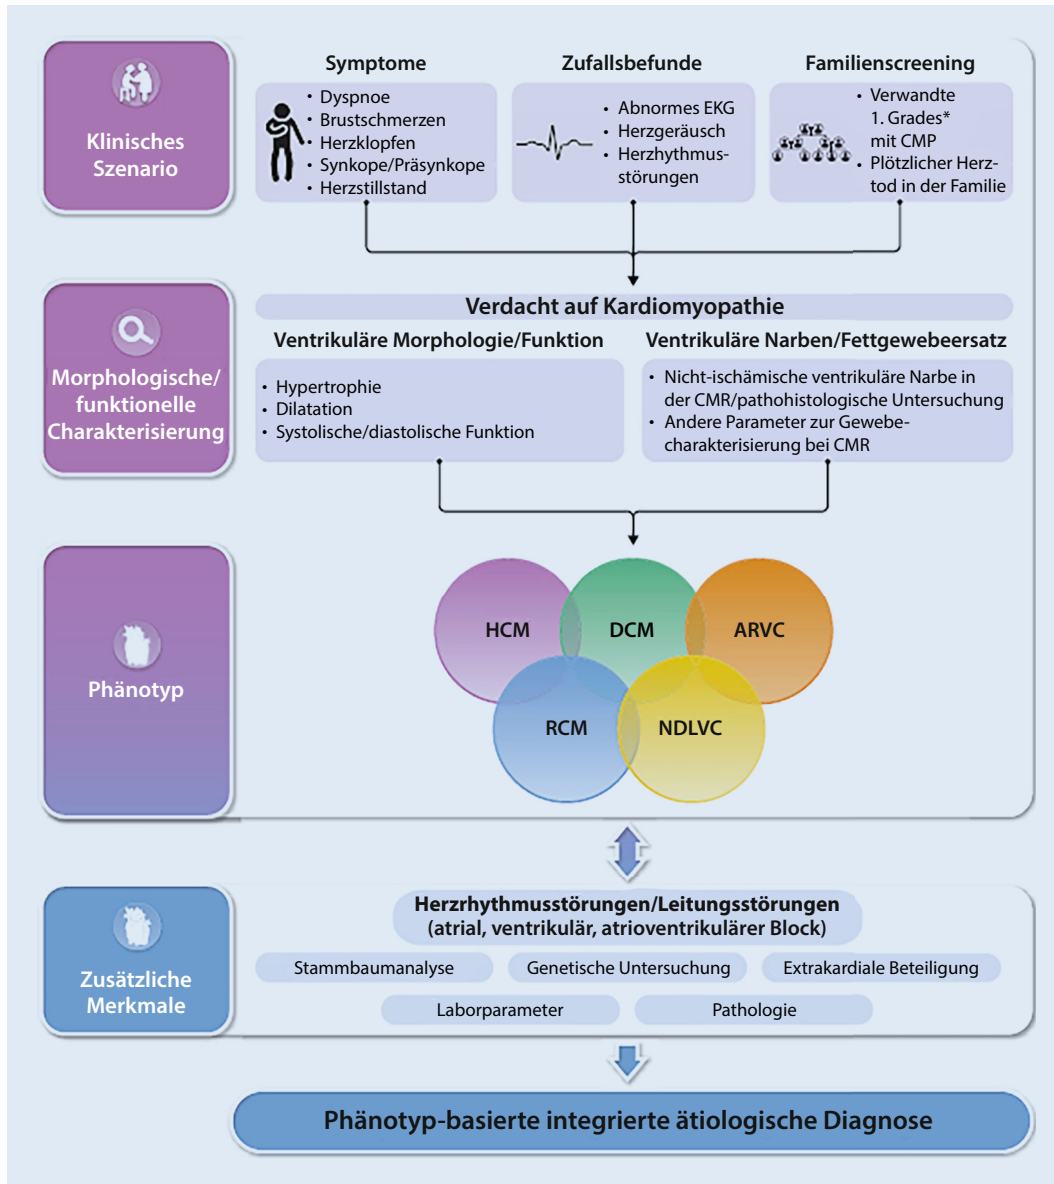 Klinisches
Szenario
Symptome
• Dyspnoe
• Brustschmerzen
• Herzklopfen
• Synkope/Präsynkope
• Herzstillstand
Zufallsbefunde
• Abnormes EKG
• Herzgeräusch
• Herzhythmus-
störungen
Familienscreening
• Verwandte
1. Grades*
mit CMP
• Plötzlicher Herz-
tod in der Familie
Morphologische/
funktionelle
Charakterisierung
Verdacht auf Kardiomyopathie
Ventrikuläre Morphologie/Funktion
• Hypertrophie
• Dilatation
• Systolische/diastolische Funktion
Ventrikuläre Narben/Fettgewebeersatz
• Nicht-ischämische ventrikuläre Narbe in
der CMR/pathohistologische Untersuchung
• Andere Parameter zur Gewebe-
charakterisierung bei CMR
Phänotyp
HCM
DCM
ARVC
RCM
NDLVC
Zusätzliche
Merkmale
Herzrhythmusstörungen/Leitungsstörungen
(atrial, ventrikulär, atrioventrikulärer Block)
Stammbaumanalyse
Genetische Untersuchung
Extrakardiale Beteiligung
Laborparameter
Pathologie
Phänotyp-basierte integrierte ätiologische Diagnose